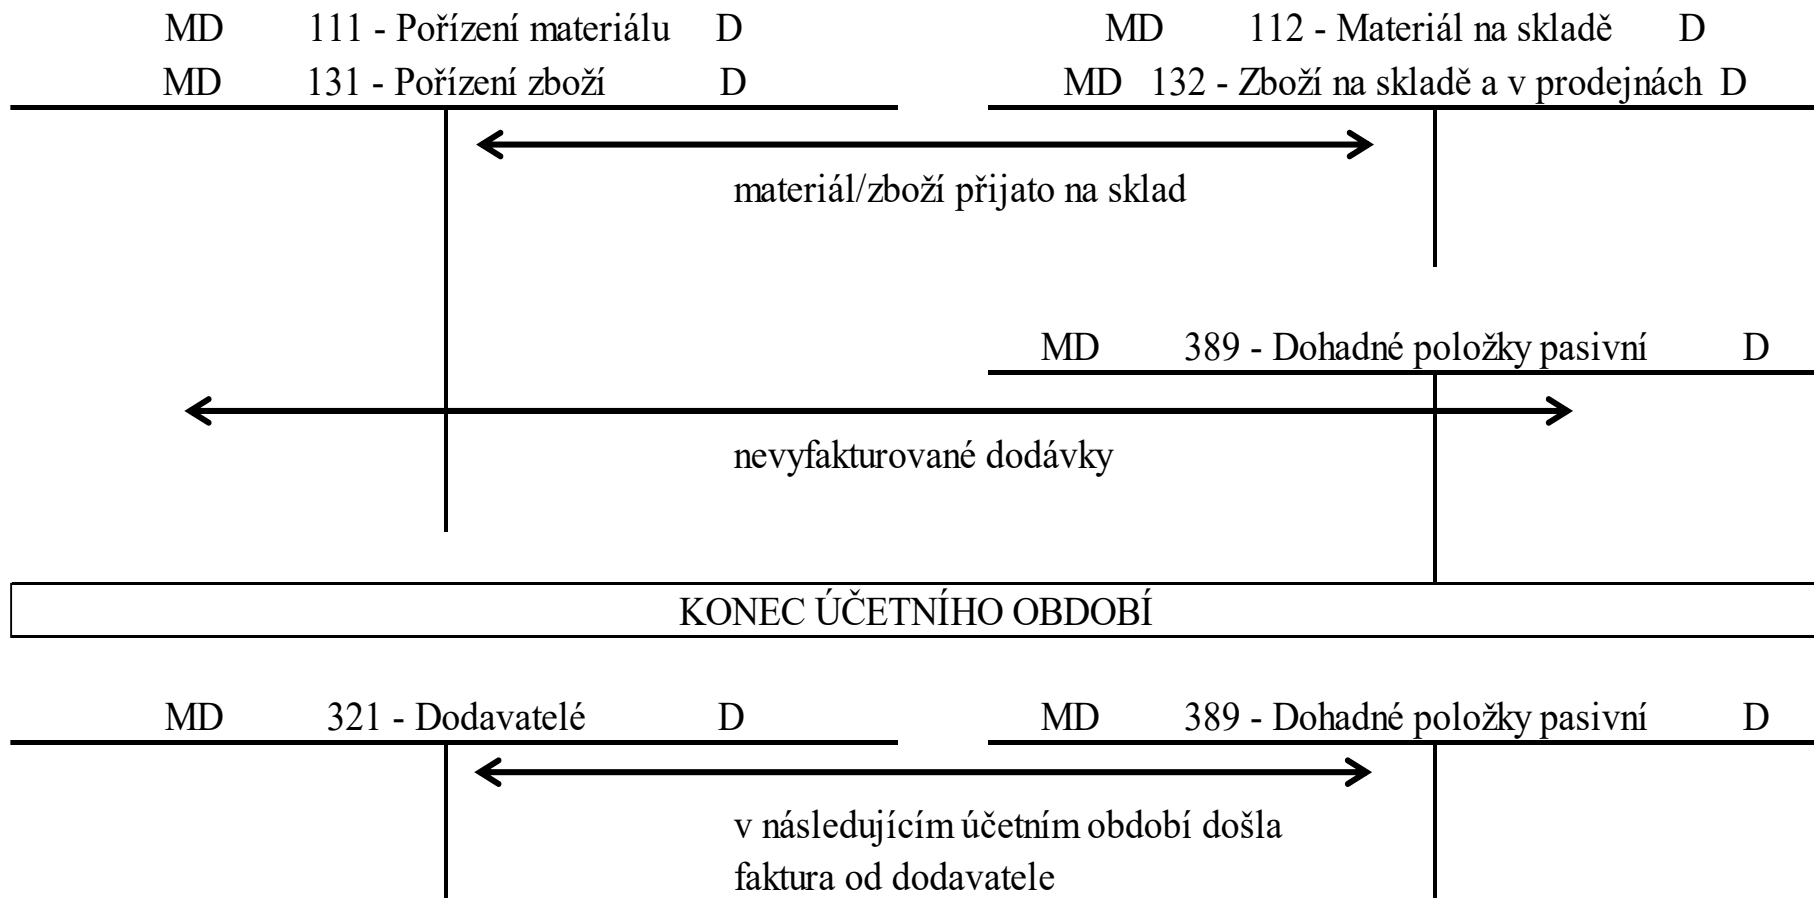 MD 111 - Pořízení materiálu D MD 112 - Materiál na skladě D
MD 131 - Pořízení zboží D MD 132 - Zboží na skladě a v prodejnách D
materiál/zboží přijato na sklad
MD 389 - Dohadné položky pasivní D
nevyfakturované dodávky
KONEC ÚČETNÍHO OBDOBÍ
MD 321 - Dodavatelé D MD 389 - Dohadné položky pasivní D
v následujícím účetním období došla
faktura od dodavatele